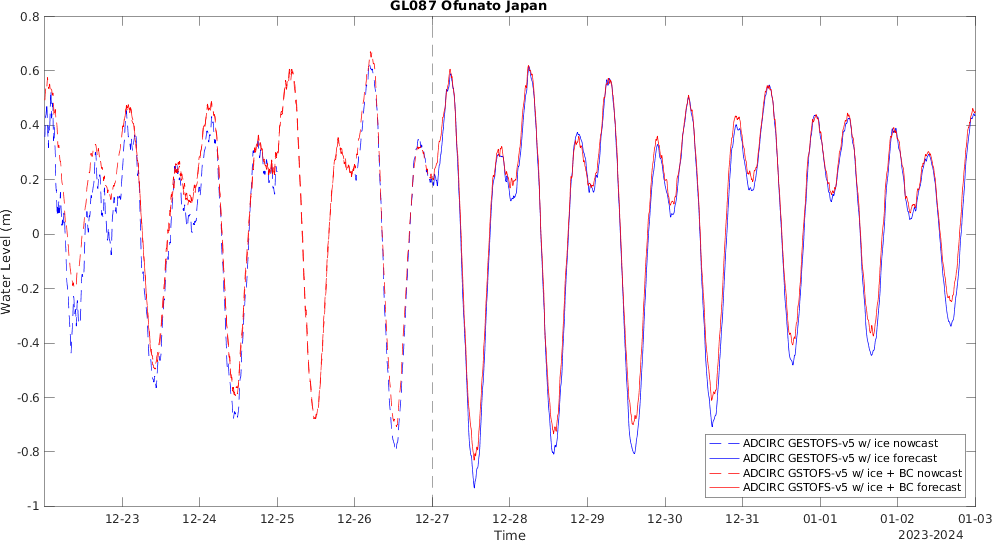 GL087 Ofunato Japan
0.8
0.6
0.4
0.2
0
-0.2
-0.4
-0.6
-0.8
-1
Water Level (m)
ADCIRC GESTOFS-v5 w/ ice nowcast
ADCIRC GESTOFS-v5 w/ ice forecast
ADCIRC GSTOFS-v5 w/ ice + BC nowcast
ADCIRC GSTOFS-v5 w/ ice + BC forecast
12-23 12-24 12-25 12-26 12-27 12-28 12-29 12-30 12-31 01-01 01-02 01-03
Time
2023-2024